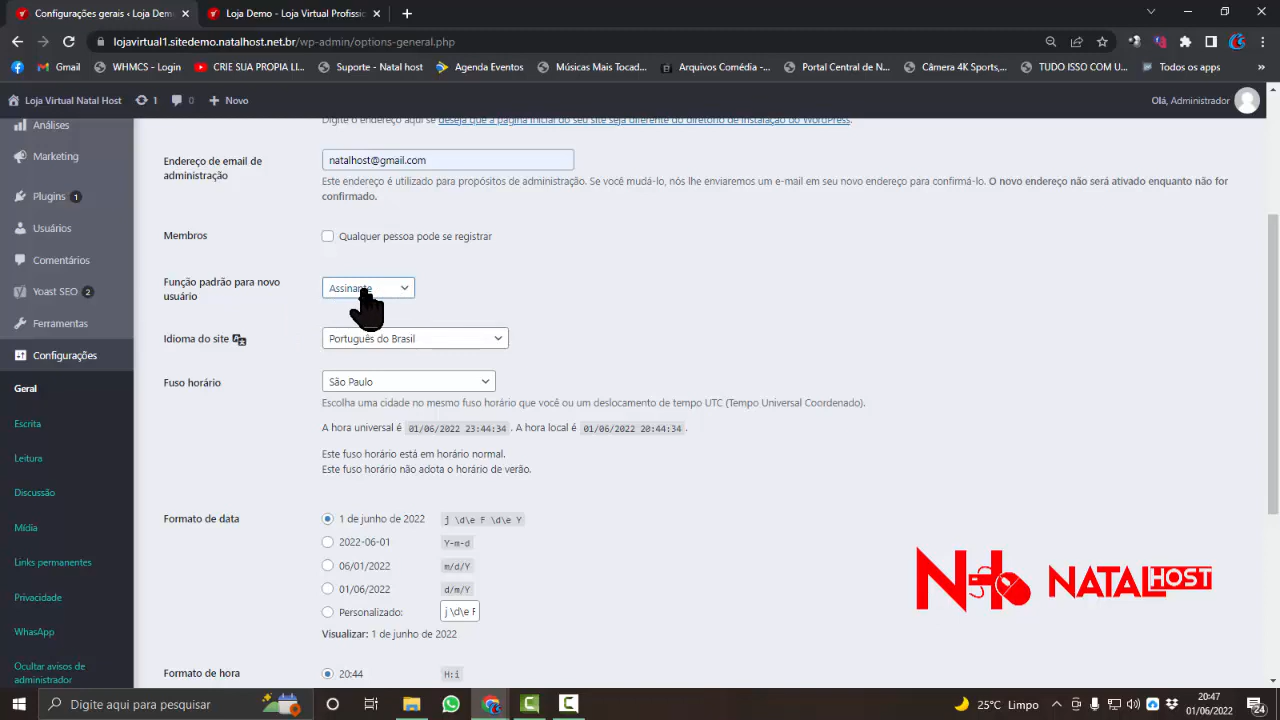 Configurações gerais ‹ Loja Dem
Loja Demo - Loja Virtual Profissi
lojavirtual1.sitedemo.natalhost.net.br/wp-admin/options-general.php
Gmail
WHMCS - Login
CRIE SUA PROPIA LI...
Suporte - Natal host
Agenda Eventos
Músicas Mais Tocad...
Arquivos Comédia -...
Portal Central de N...
Câmera 4K Sports,...
TUDO ISSO COM U...
Todos os apps
»
Loja Virtual Natal Host
1
0
Novo
Olá, Administrador
Análises
Marketing
Plugins 1
Usuários
Comentários
Yoast SEO 2
Ferramentas
Configurações
Geral
Escrita
Leitura
Discussão
Mídia
Links permanentes
Privacidade
WhasApp
Ocultar avisos de
administrador
Digite o endereço aqui se deseja que a página inicial do seu site seja diferente do diretório de instalação do WordPress.
Endereço de email de
administração
natalhost@gmail.com
Este endereço é utilizado para propósitos de administração. Se você mudá-lo, nós lhe enviaremos um e-mail em seu novo endereço para confirmá-lo. O novo endereço não será ativado enquanto não for
confirmado.
Membros
Qualquer pessoa pode se registrar
Função padrão para novo
usuário
Assinante
Idioma do site
Português do Brasil
Fuso horário
São Paulo
Escolha uma cidade no mesmo fuso horário que você ou um deslocamento de tempo UTC (Tempo Universal Coordenado).
A hora universal é 01/06/2022 23:44:34. A hora local é 01/06/2022 20:44:34.
Este fuso horário está em horário normal.
Este fuso horário não adota o horário de verão.
Formato de data
1 de junho de 2022 j \d\e F \d\e Y
2022-06-01 Y-m-d
06/01/2022 m/d/Y
01/06/2022 d/m/Y
Personalizado: j \d\e F
Visualizar: 1 de junho de 2022
Formato de hora
20:44 H:i
NATALHOST
Digite aqui para pesquisar
25°C Limpo
20:47
01/06/2022
24